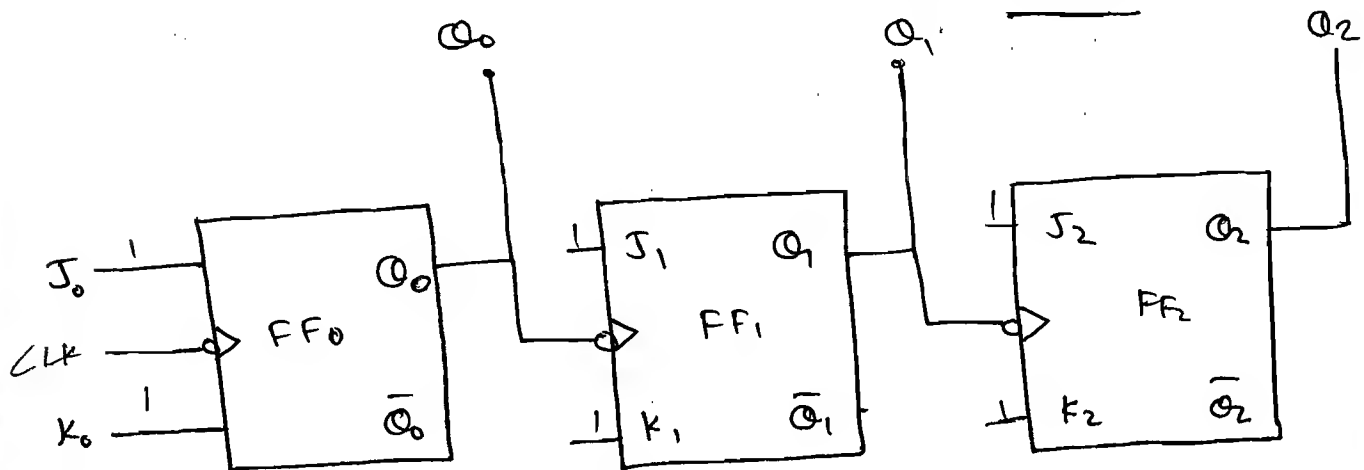 Q₀ Q₁ Q₂
1 J₀ Q₀ 1 J₁ Q₁ 1 J₂ Q₂
CLK FF₀ FF₁ FF₂
1 K₀ Q̅₀ 1 K₁ Q̅₁ 1 K₂ Q̅₂